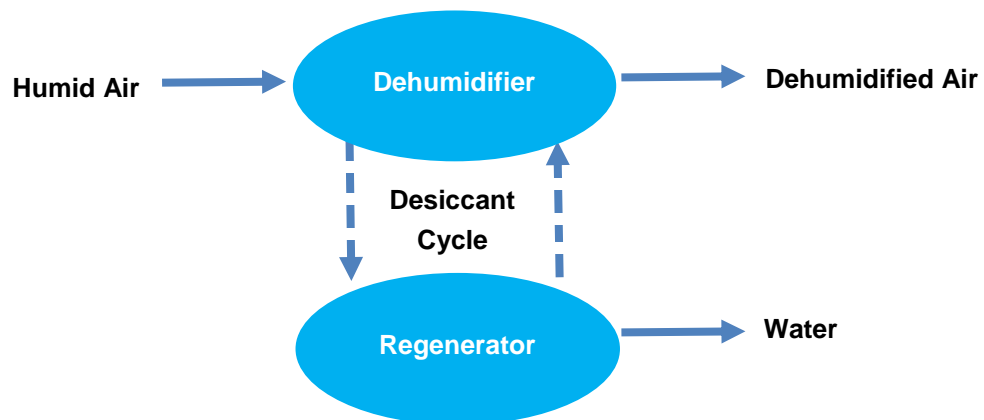 Humid Air
Dehumidifier
Dehumidified Air
Desiccant
Cycle
Regenerator
Water